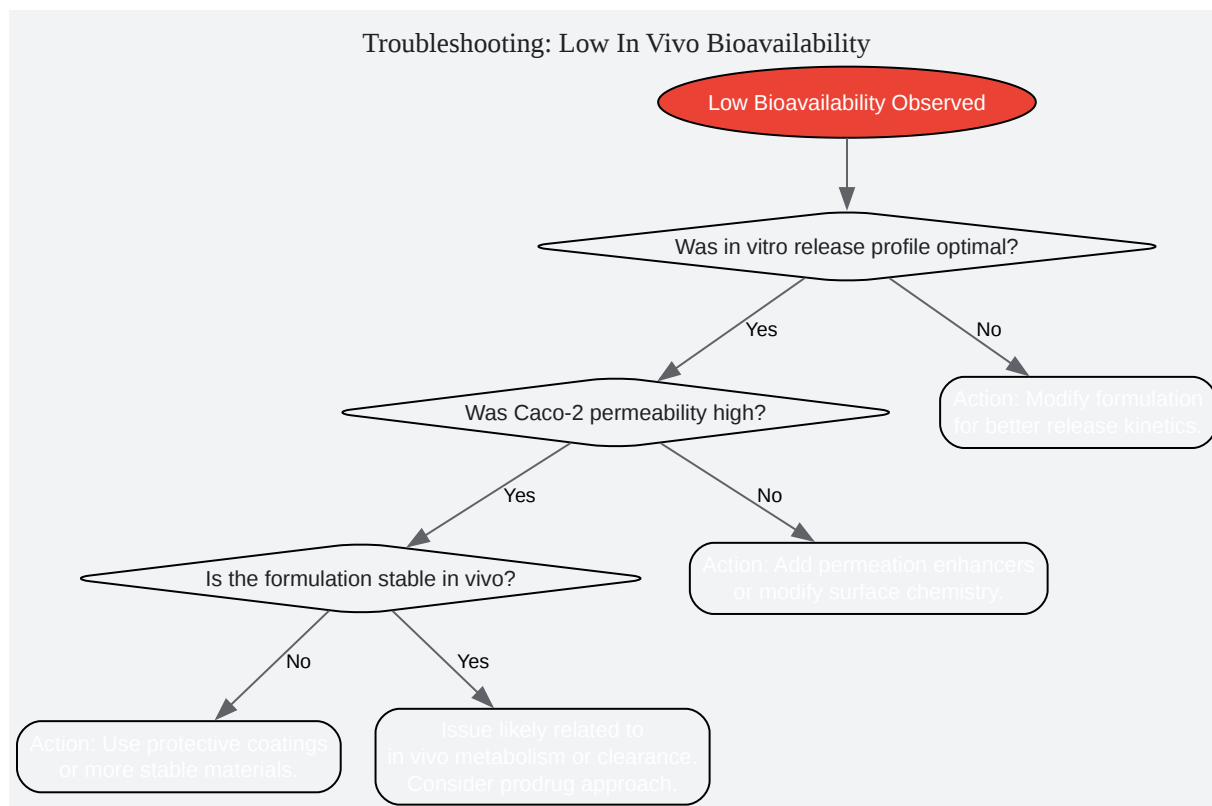 Troubleshooting: Low In Vivo Bioavailability
Low Bioavailability Observed
Was in vitro release profile optimal?
Yes
No
Was Caco-2 permeability high?
Action: Modify formulation
for better release kinetics.
Yes
No
Is the formulation stable in vivo?
Action: Add permeation enhancers
or modify surface chemistry.
No
Yes
Action: Use protective coatings
or more stable materials.
Issue likely related to
in vivo metabolism or clearance.
Consider prodrug approach.